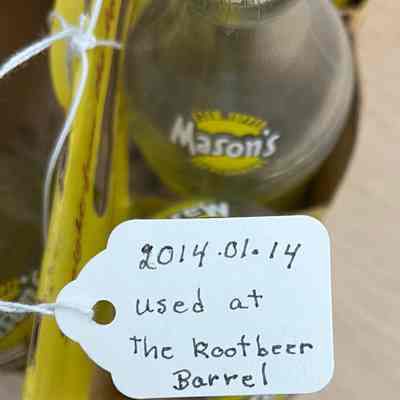 Mason's
2014.01.14
used at
The Rootbeer
Barrel